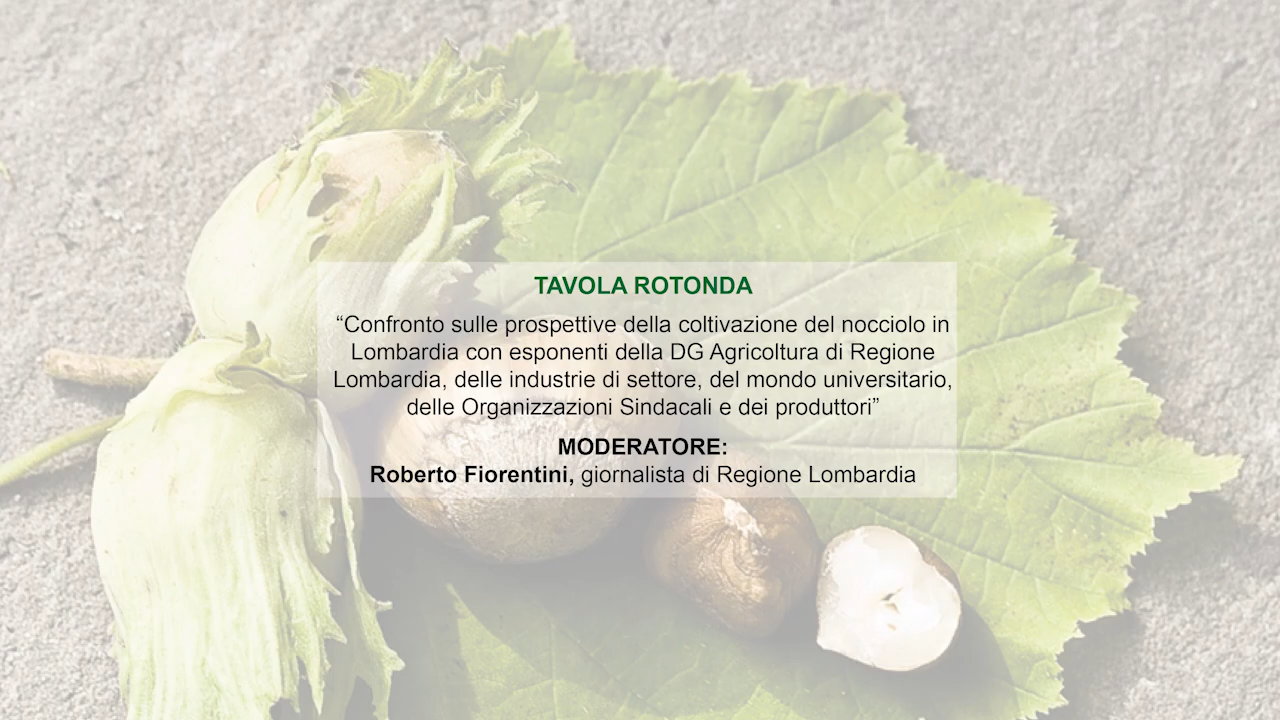 TAVOLA ROTONDA
“Confronto sulle prospettive della coltivazione del nocciolo in
Lombardia con esponenti della DG Agricoltura di Regione
Lombardia, delle industrie di settore, del mondo universitario,
delle Organizzazioni Sindacali e dei produttori”
MODERATORE:
Roberto Fiorentini, giornalista di Regione Lombardia